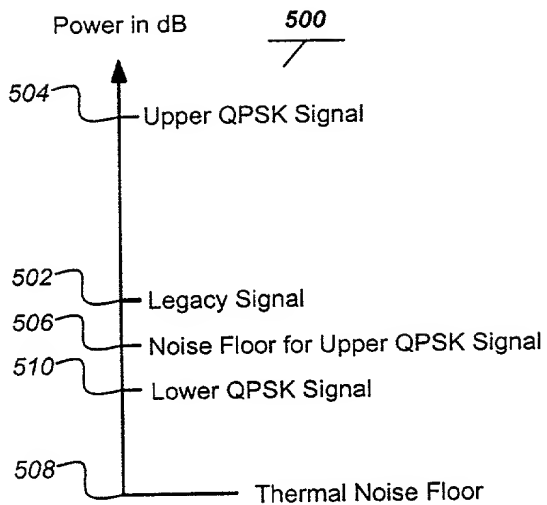 Power in dB
500
504
Upper QPSK Signal
502
Legacy Signal
506
Noise Floor for Upper QPSK Signal
510
Lower QPSK Signal
508
Thermal Noise Floor